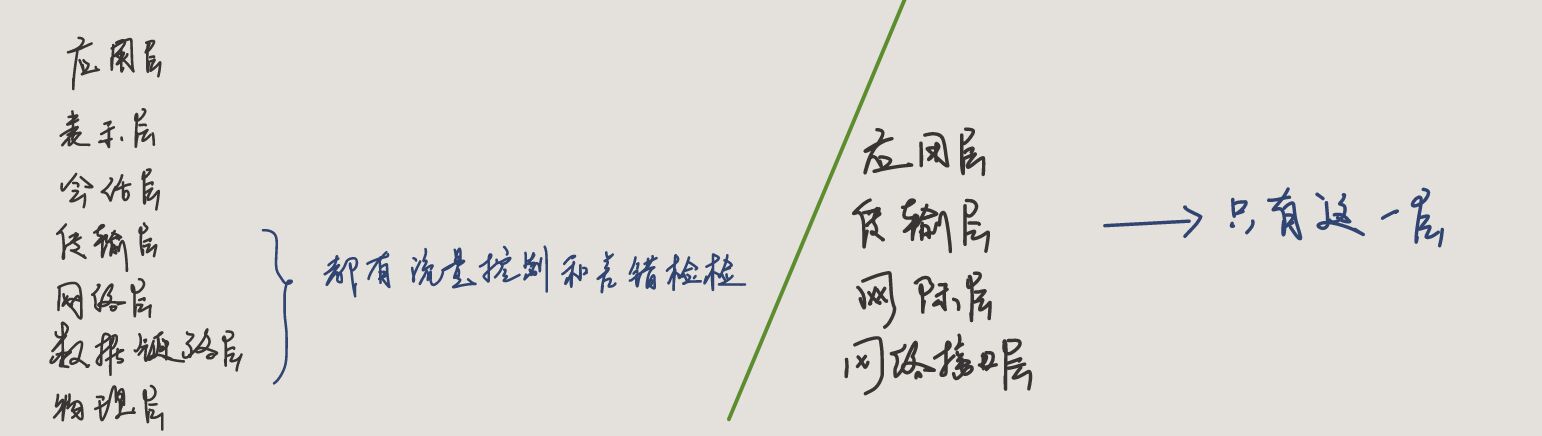 应用层
表示层
会话层
传输层
网络层
数据链路层
物理层
都有流量控制和差错检检
应用层
传输层
网际层
网络接口层
只有这一层